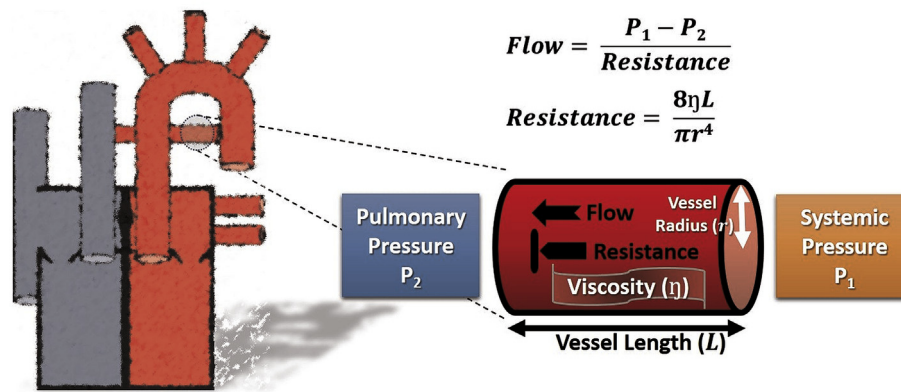 Flow = (P₁ − P₂) / Resistance
Resistance = 8ηL / πr⁴
Pulmonary
Pressure
P₂
Flow
Resistance
Viscosity (η)
Vessel
Radius (r)
Systemic
Pressure
P₁
Vessel Length (L)